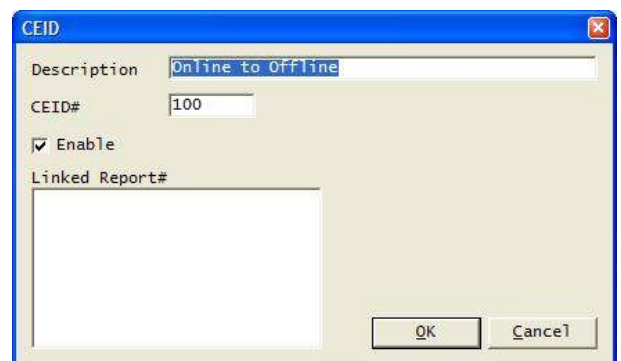 CEID
Description Online to Offline
CEID# 100
Enable
Linked Report#
OK Cancel